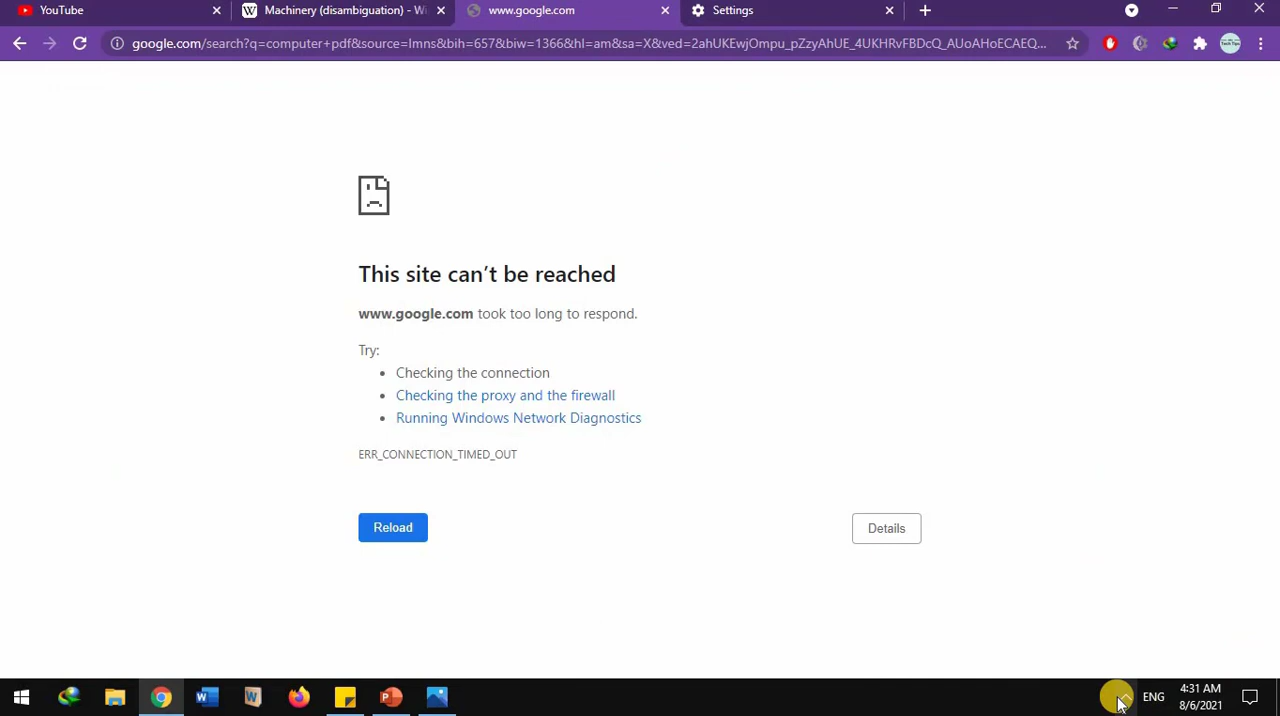 YouTube
W Machinery (disambiguation) - Wi
www.google.com
Settings
google.com/search?q=computer+pdf&source=lmns&bih=657&biw=1366&hl=am&sa=X&ved=2ahUKEwjOmpu_pZzyAhUE_4UKHRvFBDcQ_AUoAHoECAEQ...
This site can’t be reached
www.google.com took too long to respond.
Try:
• Checking the connection
• Checking the proxy and the firewall
• Running Windows Network Diagnostics
ERR_CONNECTION_TIMED_OUT
Reload
Details
ENG
4:31 AM
8/6/2021